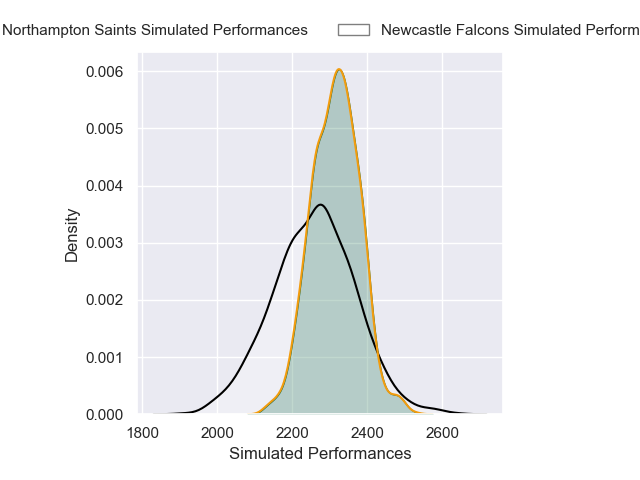 Northampton Saints Simulated Performances
Newcastle Falcons Simulated Perform
0.006
0.005
0.004
0.003
0.002
0.001
0.000
Density
1800 2000 2200 2400 2600
Simulated Performances